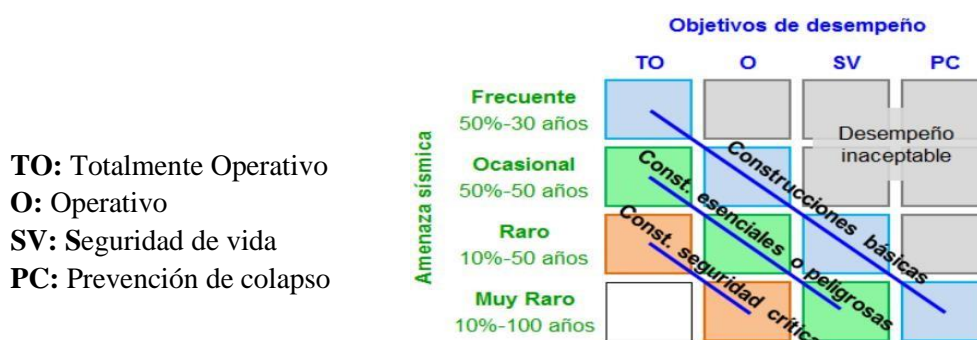 TO: Totalmente Operativo
O: Operativo
SV: Seguridad de vida
PC: Prevención de colapso
Objetivos de desempeño
TO O SV PC
Amenaza sísmica
Frecuente
50%-30 años
Ocasional
50%-50 años
Raro
10%-50 años
Muy Raro
10%-100 años
Desempeño
inaceptable
Construcciones básicas
Const. esenciales o peligrosas
Const. seguridad crítica